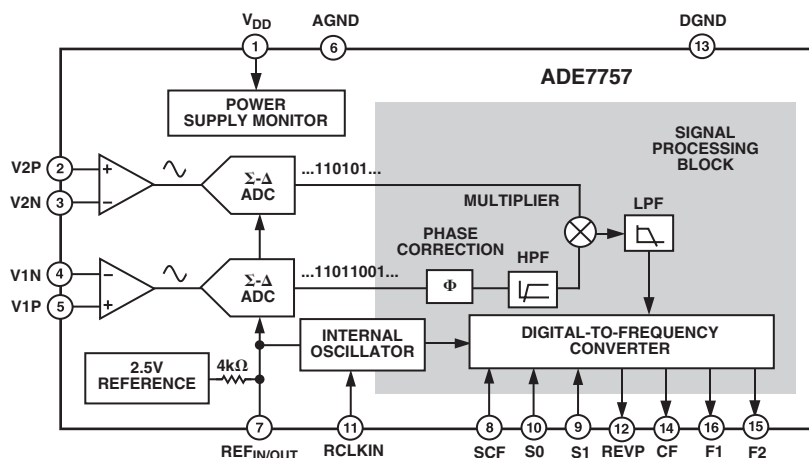 V_DD
AGND
DGND
1
6
13
ADE7757
POWER
SUPPLY MONITOR
SIGNAL
PROCESSING
BLOCK
V2P 2 +
...110101...
Σ-Δ
ADC
V2N 3 –
MULTIPLIER
LPF
PHASE
CORRECTION
HPF
V1N 4 –
...11011001...
Σ-Δ
ADC
Φ
V1P 5 +
INTERNAL
OSCILLATOR
DIGITAL-TO-FREQUENCY
CONVERTER
2.5V
REFERENCE
4kΩ
7 11 8 10 9 12 14 16 15
REF_IN/OUT RCLKIN SCF S0 S1 REVP CF F1 F2